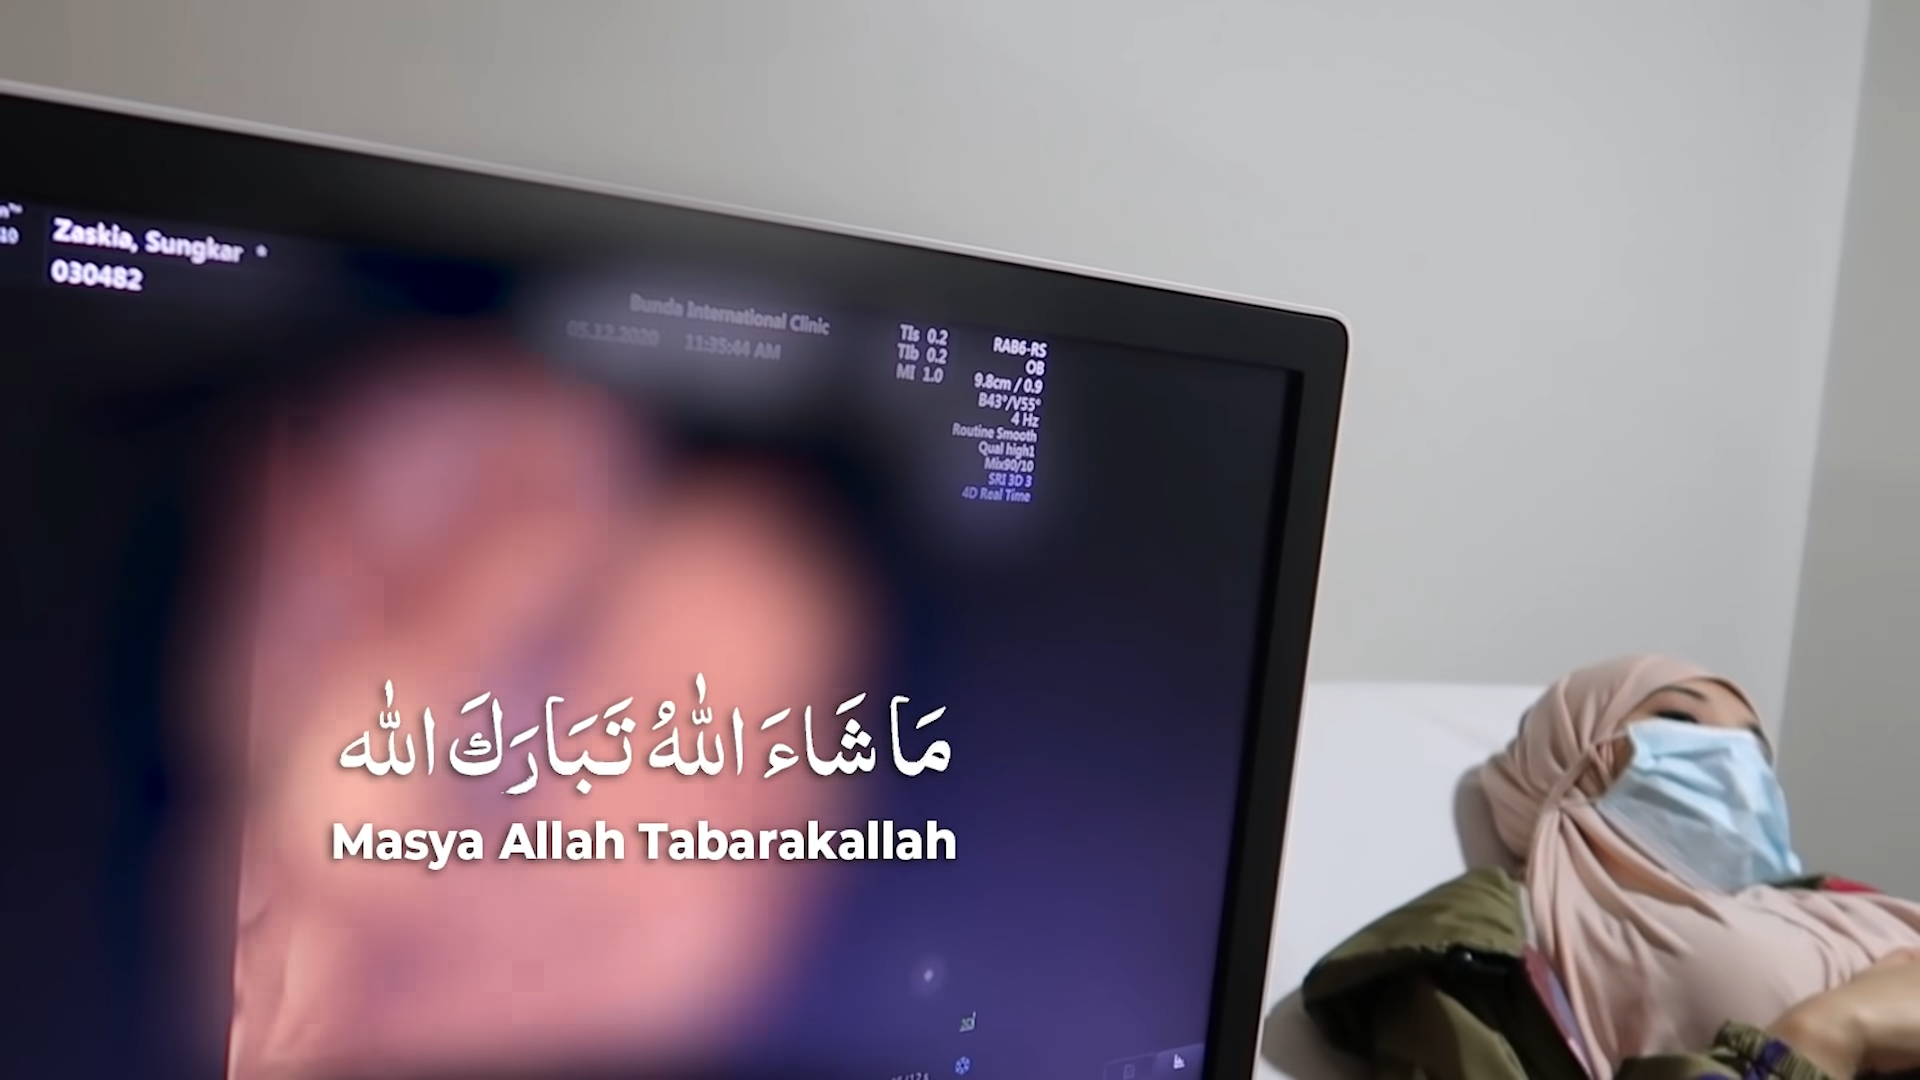 Zaskia, Sungkar
030482
Bunda International Clinic
05.12.2020 11:35:44 AM
TIs 0.2
TIb 0.2
MI 1.0
RAB6-RS
OB
9.8cm / 0.9
B43°/V55°
4 Hz
Routine Smooth
Qual high1
Mix90/10
SRI 3D 3
4D Real Time
مَا شَاءَ اللهُ تَبَارَكَ الله
Masya Allah Tabarakallah